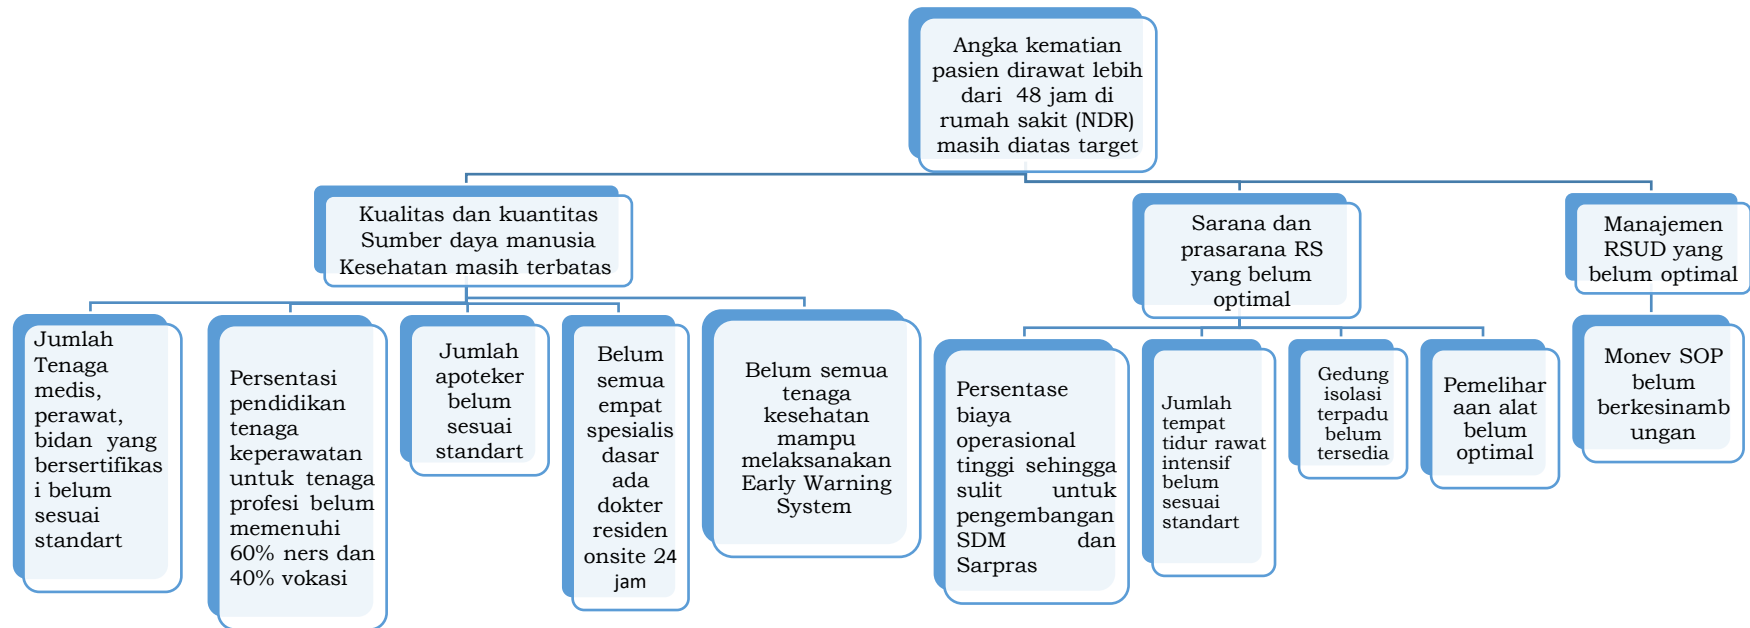 Angka kematian
pasien dirawat lebih
dari 48 jam di
rumah sakit (NDR)
masih diatas target
Kualitas dan kuantitas
Sumber daya manusia
Kesehatan masih terbatas
Sarana dan
prasarana RS
yang belum
optimal
Manajemen
RSUD yang
belum optimal
Jumlah
Tenaga
medis,
perawat,
bidan yang
bersertifikas
i belum
sesuai
standart
Persentasi
pendidikan
tenaga
keperawatan
untuk tenaga
profesi belum
memenuhi
60% ners dan
40% vokasi
Jumlah
apoteker
belum
sesuai
standart
Belum
semua
empat
spesialis
dasar
ada
dokter
residen
onsite 24
jam
Belum semua
tenaga
kesehatan
mampu
melaksanakan
Early Warning
System
Persentase
biaya
operasional
tinggi sehingga
sulit untuk
pengembangan
SDM dan
Sarpras
Jumlah
tempat
tidur rawat
intensif
belum
sesuai
standart
Gedung
isolasi
terpadu
belum
tersedia
Pemelihar
aan alat
belum
optimal
Monev SOP
belum
berkesinamb
ungan